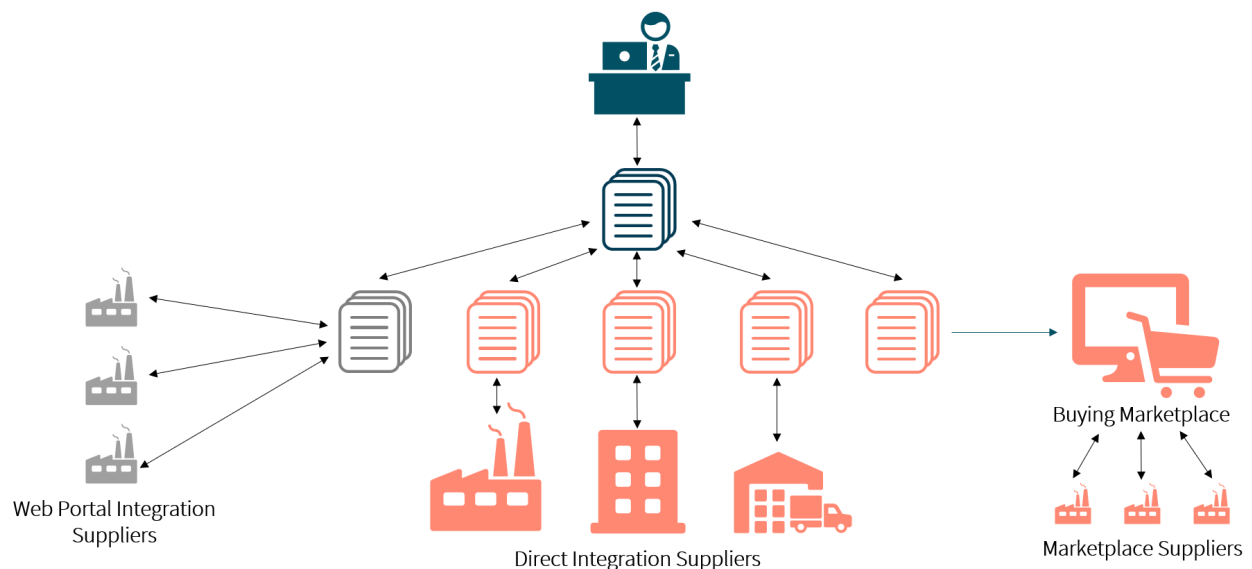 Buying Marketplace
Web Portal Integration
Suppliers
Direct Integration Suppliers
Marketplace Suppliers